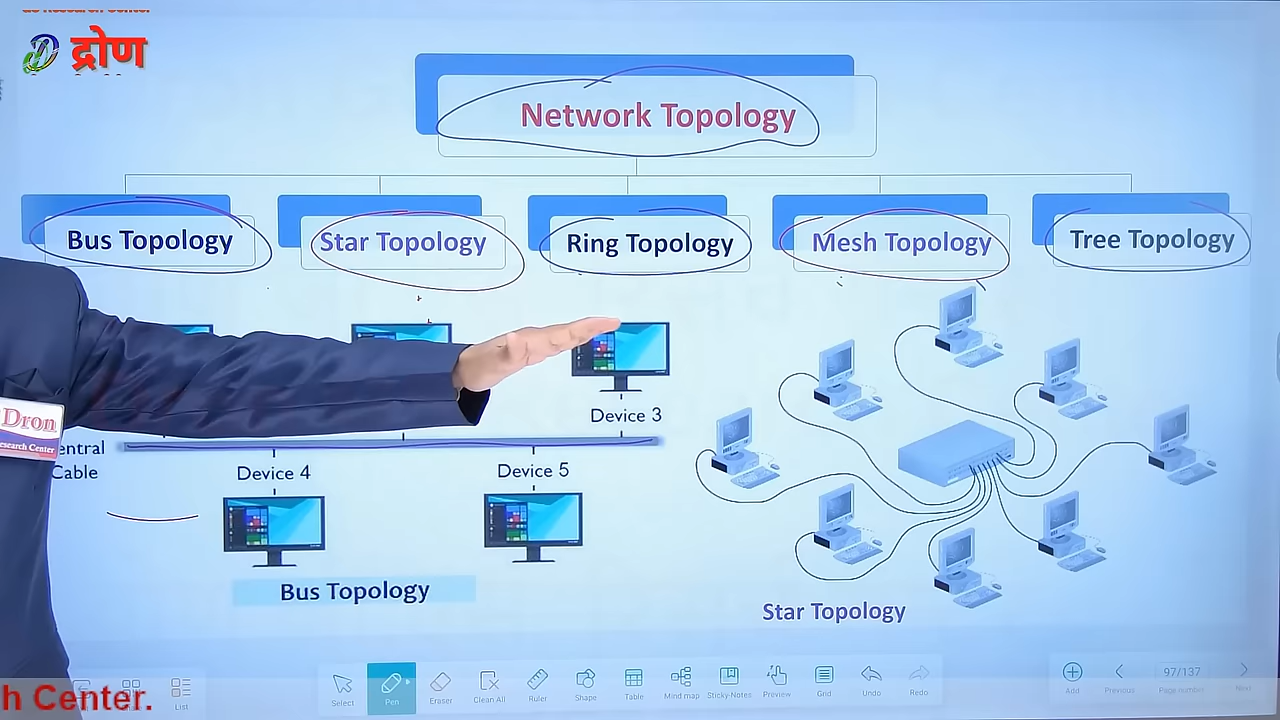 द्रोण
Network Topology
Bus Topology
Star Topology
Ring Topology
Mesh Topology
Tree Topology
Device 3
entral
Cable
Device 4
Device 5
Bus Topology
Star Topology
Dron
esearch Center
h Center.
List
Select
Pen
Eraser
Clean All
Ruler
Shape
Table
Mind map
Sticky-Notes
Preview
Grid
Undo
Redo
Add
Previous
97/137
Page number
Next